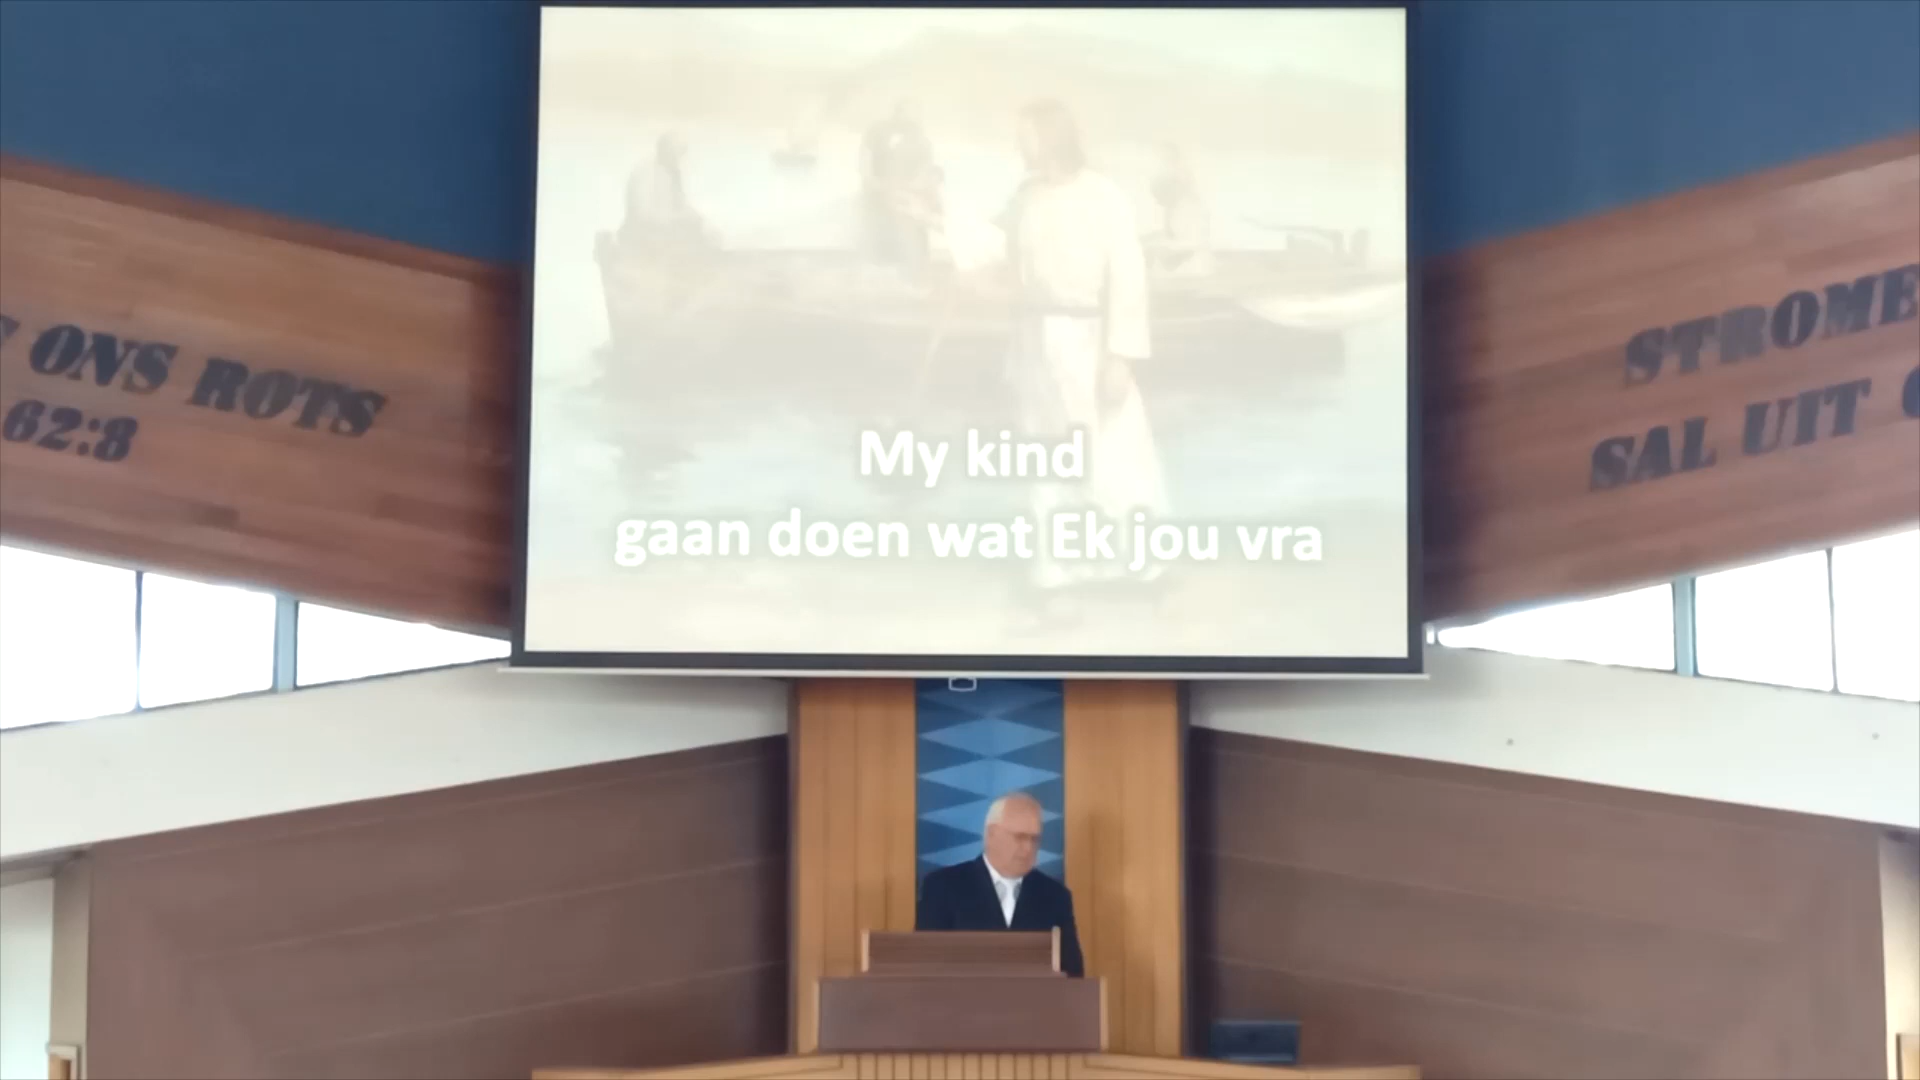 ONS ROTS
62:8
My kind
gaan doen wat Ek jou vra
STROME
SAL UIT